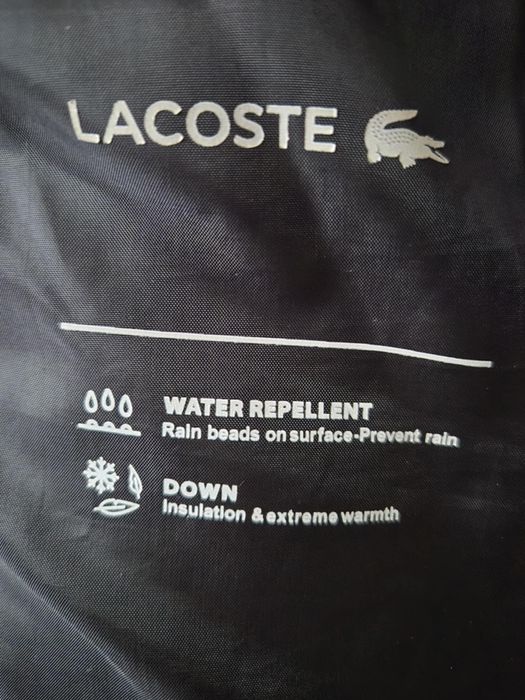 LACOSTE
WATER REPELLENT
Rain beads on surface-Prevent rain
DOWN
Insulation & extreme warmth